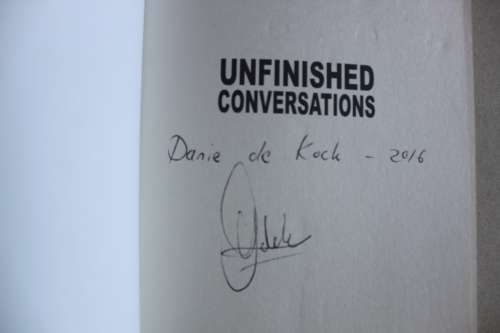 UNFINISHED
CONVERSATIONS
Danie de Kock - 2016